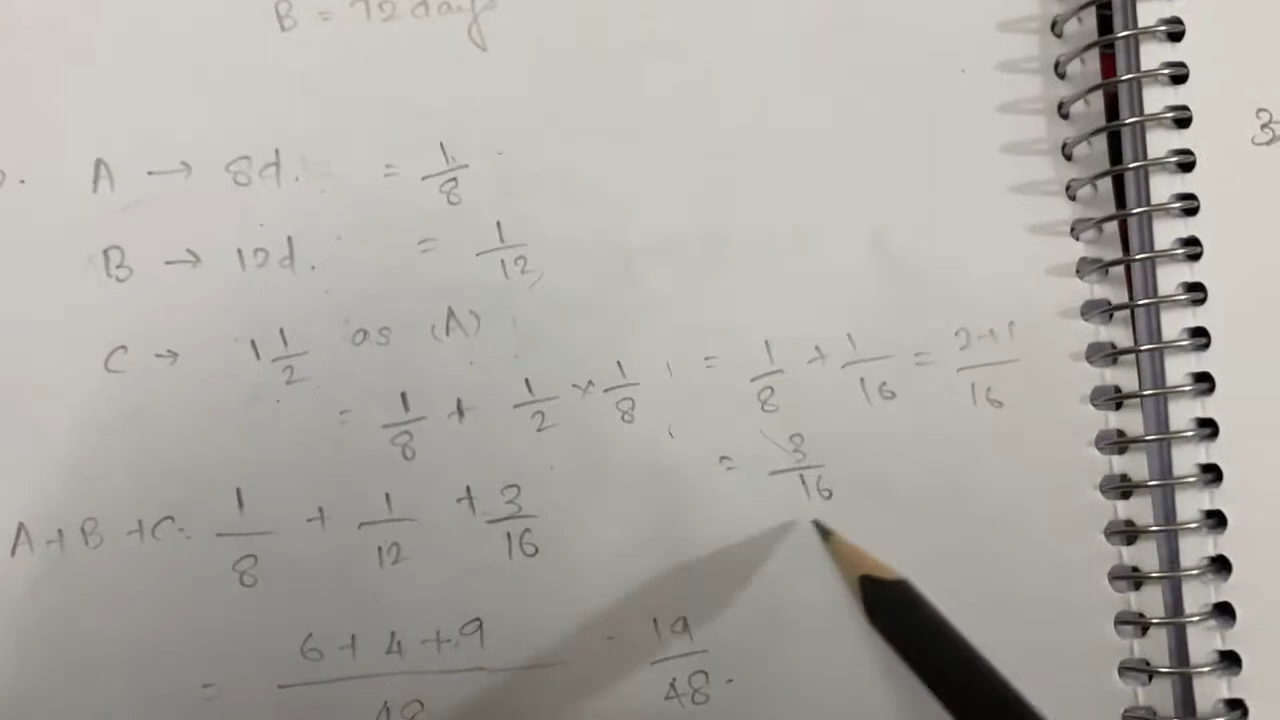 B = 12 days
A → 8d. = 1/8
B → 12d. = 1/12
C → 1 1/2 as (A)
= 1/8 + 1/2 × 1/8 = 1/8 + 1/16 = 2+1/16
= 3/16
A+B+C. 1/8 + 1/12 + 3/16
= 6+4+9/48 = 19/48.
3